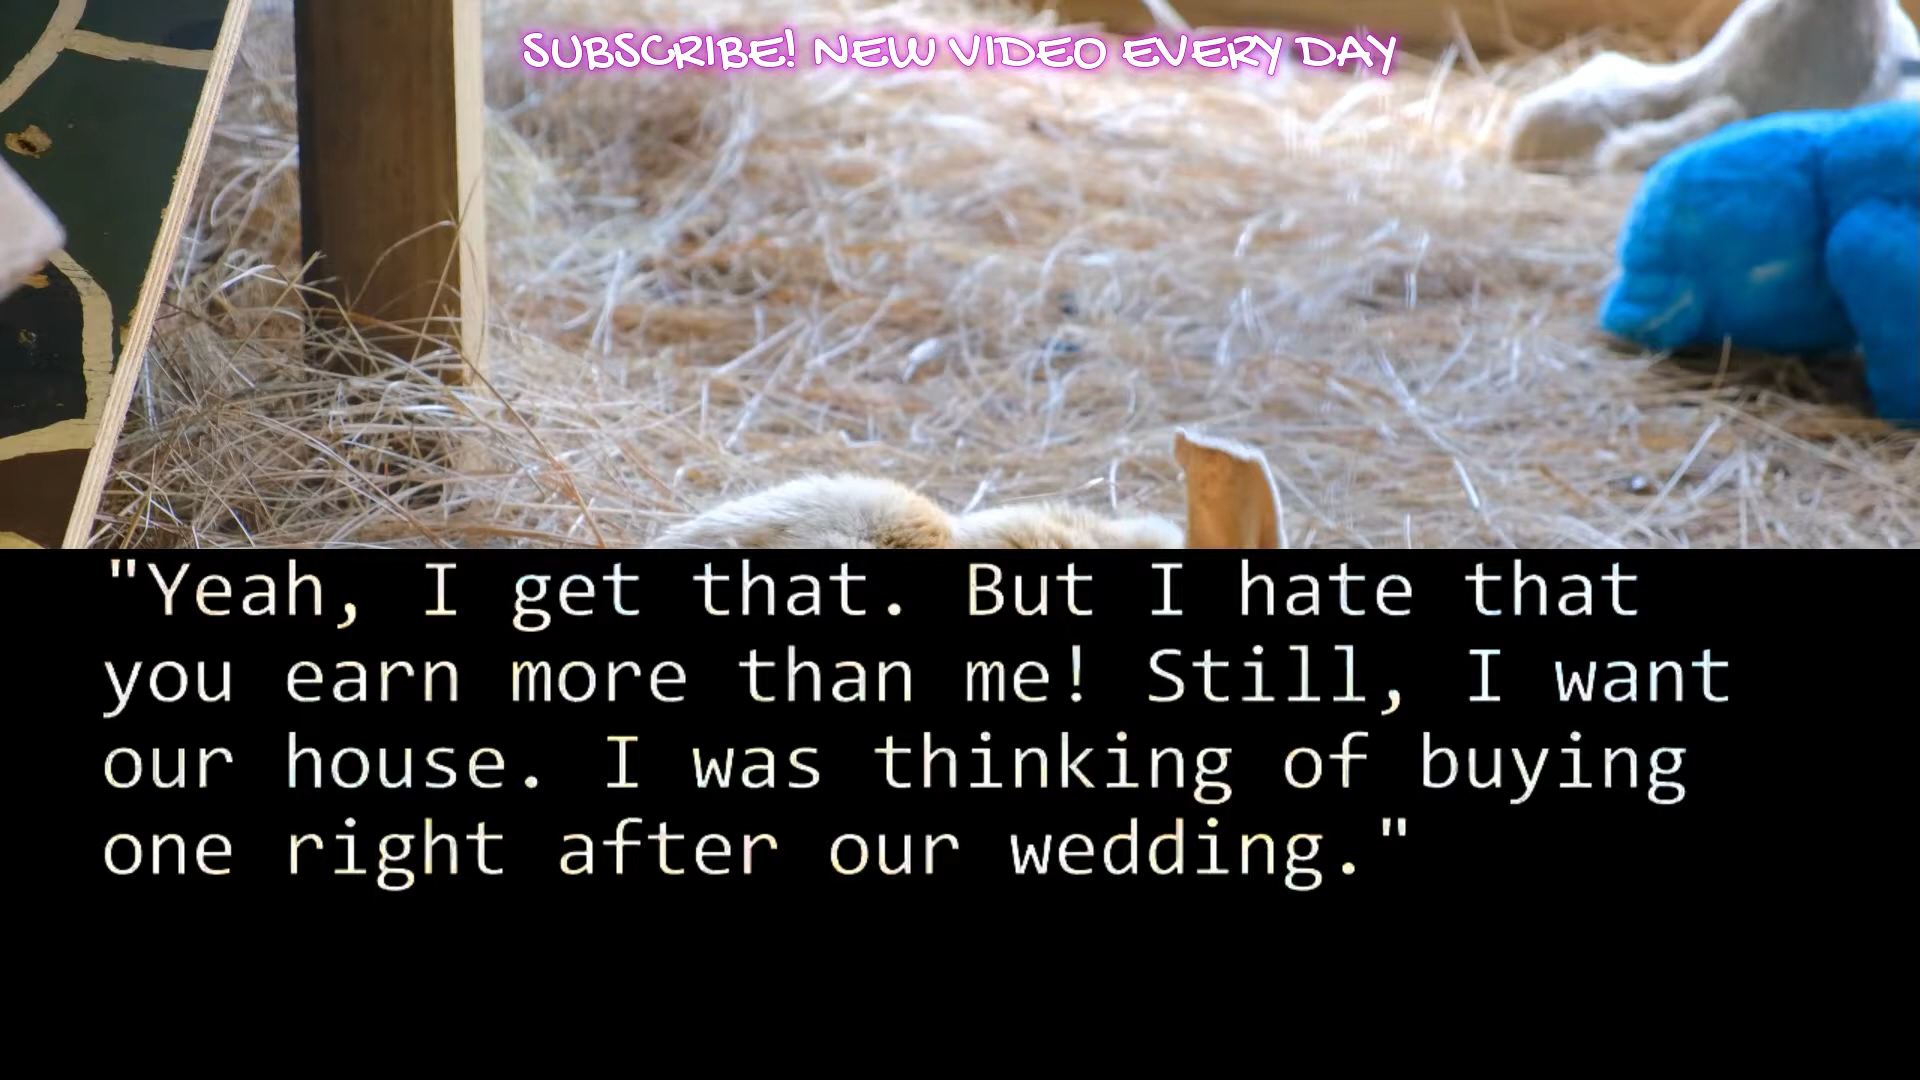 SUBSCRIBE! NEW VIDEO EVERY DAY
"Yeah, I get that. But I hate that
you earn more than me! Still, I want
our house. I was thinking of buying
one right after our wedding."